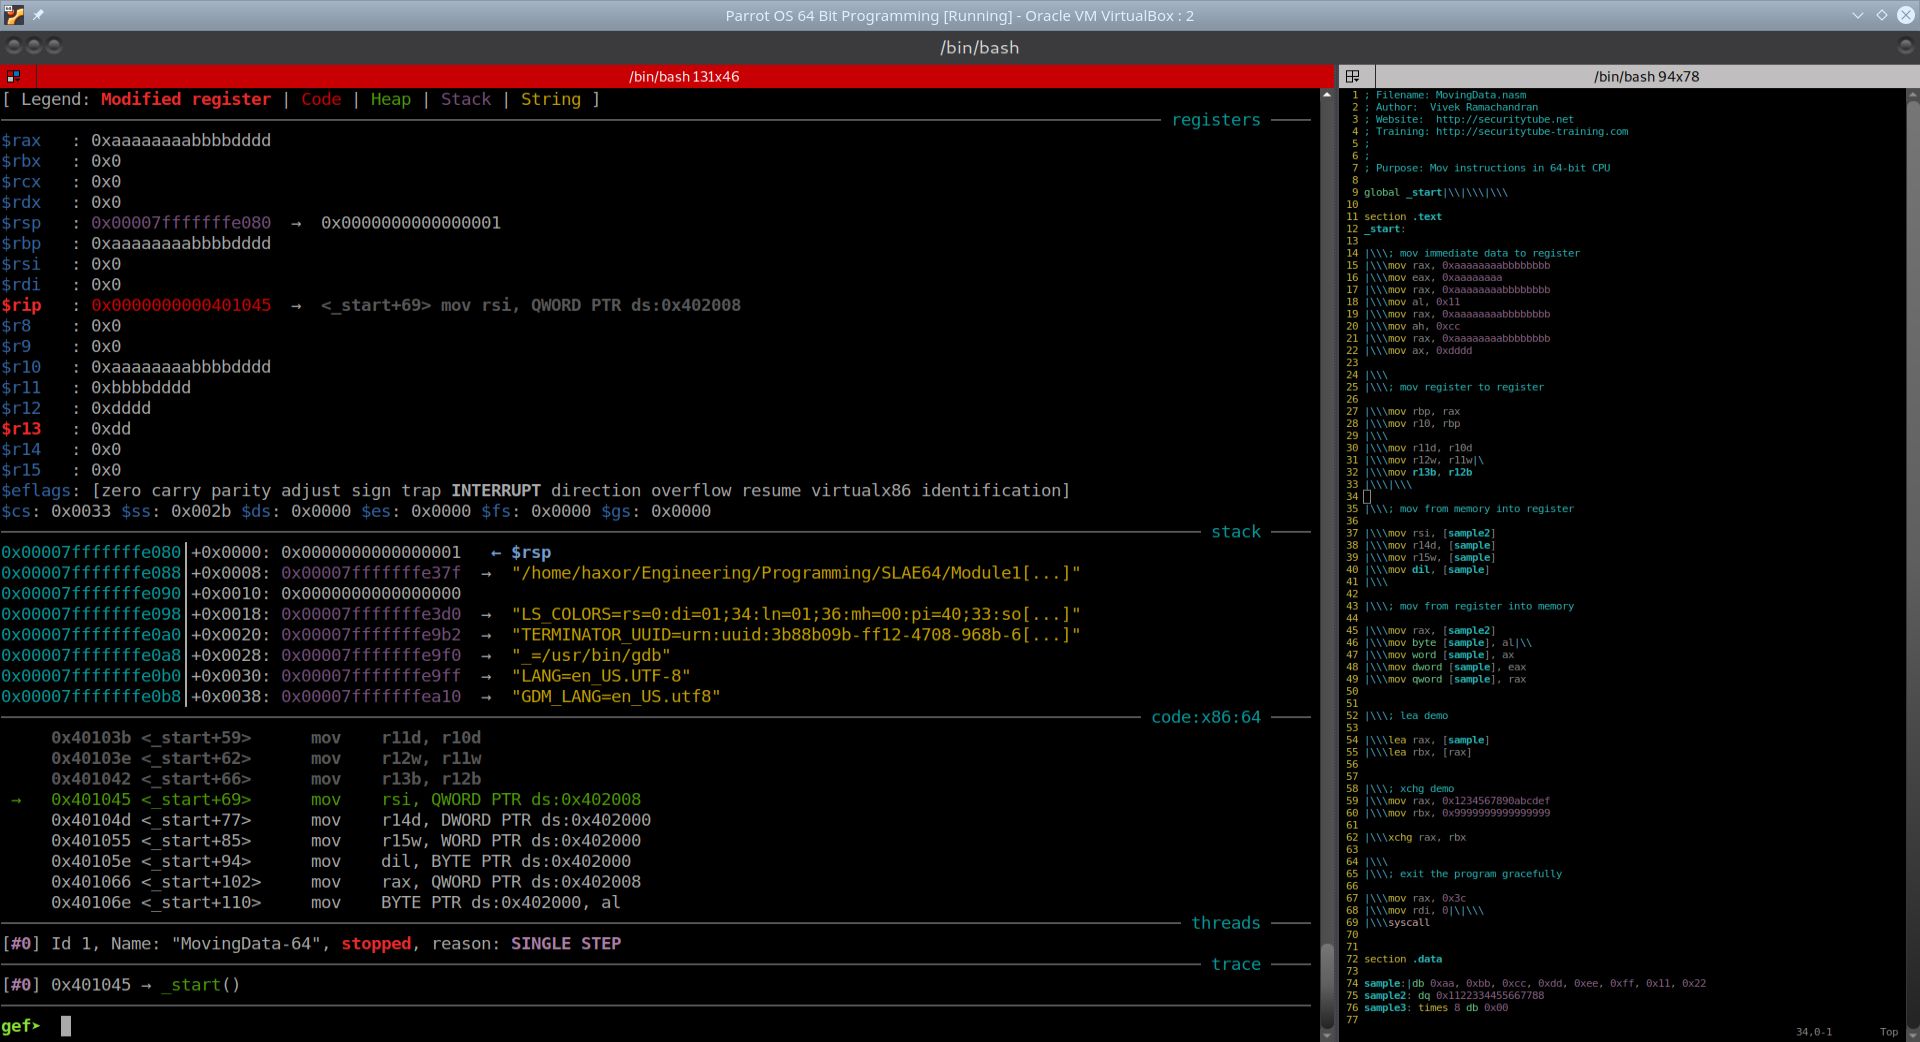 Parrot OS 64 Bit Programming [Running] - Oracle VM VirtualBox : 2
/bin/bash
/bin/bash 131x46
[ Legend: Modified register | Code | Heap | Stack | String ]
registers
$rax   : 0xaaaaaaaabbbbdddd
$rbx   : 0x0
$rcx   : 0x0
$rdx   : 0x0
$rsp   : 0x00007fffffffe080  →  0x0000000000000001
$rbp   : 0xaaaaaaaabbbbdddd
$rsi   : 0x0
$rdi   : 0x0
$rip   : 0x0000000000401045  →  <_start+69> mov rsi, QWORD PTR ds:0x402008
$r8    : 0x0
$r9    : 0x0
$r10   : 0xaaaaaaaabbbbdddd
$r11   : 0xbbbbdddd
$r12   : 0xdddd
$r13   : 0xdd
$r14   : 0x0
$r15   : 0x0
$eflags: [zero carry parity adjust sign trap INTERRUPT direction overflow resume virtualx86 identification]
$cs: 0x0033 $ss: 0x002b $ds: 0x0000 $es: 0x0000 $fs: 0x0000 $gs: 0x0000
stack
0x00007fffffffe080│+0x0000: 0x0000000000000001   ← $rsp
0x00007fffffffe088│+0x0008: 0x00007fffffffe37f  →  "/home/haxor/Engineering/Programming/SLAE64/Module1[...]"
0x00007fffffffe090│+0x0010: 0x0000000000000000
0x00007fffffffe098│+0x0018: 0x00007fffffffe3d0  →  "LS_COLORS=rs=0:di=01;34:ln=01;36:mh=00:pi=40;33:so[...]"
0x00007fffffffe0a0│+0x0020: 0x00007fffffffe9b2  →  "TERMINATOR_UUID=urn:uuid:3b88b09b-ff12-4708-968b-6[...]"
0x00007fffffffe0a8│+0x0028: 0x00007fffffffe9f0  →  "_=/usr/bin/gdb"
0x00007fffffffe0b0│+0x0030: 0x00007fffffffe9ff  →  "LANG=en_US.UTF-8"
0x00007fffffffe0b8│+0x0038: 0x00007fffffffea10  →  "GDM_LANG=en_US.utf8"
code:x86:64
0x40103b <_start+59>      mov    r11d, r10d
0x40103e <_start+62>      mov    r12w, r11w
0x401042 <_start+66>      mov    r13b, r12b
→   0x401045 <_start+69>      mov    rsi, QWORD PTR ds:0x402008
0x40104d <_start+77>      mov    r14d, DWORD PTR ds:0x402000
0x401055 <_start+85>      mov    r15w, WORD PTR ds:0x402000
0x40105e <_start+94>      mov    dil, BYTE PTR ds:0x402000
0x401066 <_start+102>     mov    rax, QWORD PTR ds:0x402008
0x40106e <_start+110>     mov    BYTE PTR ds:0x402000, al
threads
[#0] Id 1, Name: "MovingData-64", stopped, reason: SINGLE STEP
trace
[#0] 0x401045 → _start()
gef➤
/bin/bash 94x78
1 ; Filename: MovingData.nasm
2 ; Author:  Vivek Ramachandran
3 ; Website:  http://securitytube.net
4 ; Training: http://securitytube-training.com
5 ;
6 ;
7 ; Purpose: Mov instructions in 64-bit CPU
8
9 global _start|\\|\\\|\\\
10
11 section .text
12 _start:
13
14 |\\\; mov immediate data to register
15 |\\\mov rax, 0xaaaaaaaabbbbbbbb
16 |\\\mov eax, 0xaaaaaaaa
17 |\\\mov rax, 0xaaaaaaaabbbbbbbb
18 |\\\mov al, 0x11
19 |\\\mov rax, 0xaaaaaaaabbbbbbbb
20 |\\\mov ah, 0xcc
21 |\\\mov rax, 0xaaaaaaaabbbbbbbb
22 |\\\mov ax, 0xdddd
23
24 |\\\
25 |\\\; mov register to register
26
27 |\\\mov rbp, rax
28 |\\\mov r10, rbp
29 |\\\
30 |\\\mov r11d, r10d
31 |\\\mov r12w, r11w|\
32 |\\\mov r13b, r12b
33 |\\\|\\\
34
35 |\\\; mov from memory into register
36
37 |\\\mov rsi, [sample2]
38 |\\\mov r14d, [sample]
39 |\\\mov r15w, [sample]
40 |\\\mov dil, [sample]
41 |\\\
42
43 |\\\; mov from register into memory
44
45 |\\\mov rax, [sample2]
46 |\\\mov byte [sample], al|\\
47 |\\\mov word [sample], ax
48 |\\\mov dword [sample], eax
49 |\\\mov qword [sample], rax
50
51
52 |\\\; lea demo
53
54 |\\\lea rax, [sample]
55 |\\\lea rbx, [rax]
56
57
58 |\\\; xchg demo
59 |\\\mov rax, 0x1234567890abcdef
60 |\\\mov rbx, 0x9999999999999999
61
62 |\\\xchg rax, rbx
63
64 |\\\
65 |\\\; exit the program gracefully
66
67 |\\\mov rax, 0x3c
68 |\\\mov rdi, 0|\|\\\
69 |\\\syscall
70
71
72 section .data
73
74 sample:|db 0xaa, 0xbb, 0xcc, 0xdd, 0xee, 0xff, 0x11, 0x22
75 sample2: dq 0x1122334455667788
76 sample3: times 8 db 0x00
77
34,0-1 Top